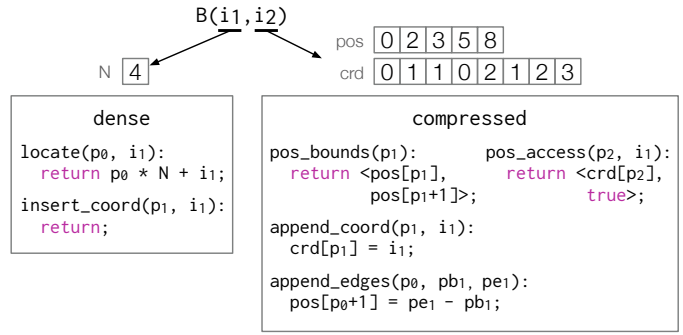 B(i₁,i₂)
pos 0 2 3 5 8
N 4
crd 0 1 1 0 2 1 2 3
dense
locate(p₀, i₁):
return p₀ * N + i₁;
insert_coord(p₁, i₁):
return;
compressed
pos_bounds(p₁):
return <pos[p₁],
pos[p₁+1]>;
pos_access(p₂, i₁):
return <crd[p₂],
true>;
append_coord(p₁, i₁):
crd[p₁] = i₁;
append_edges(p₀, pb₁, pe₁):
pos[p₀+1] = pe₁ - pb₁;